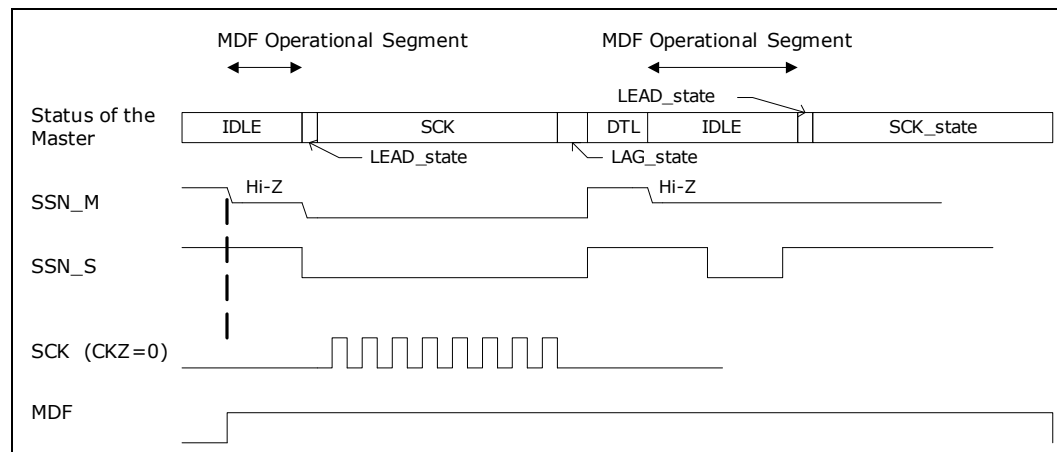 MDF Operational Segment
MDF Operational Segment
LEAD_state
Status of the
Master
IDLE
SCK
DTL
IDLE
SCK_state
LEAD_state
LAG_state
Hi-Z
Hi-Z
SSN_M
SSN_S
SCK (CKZ=0)
MDF